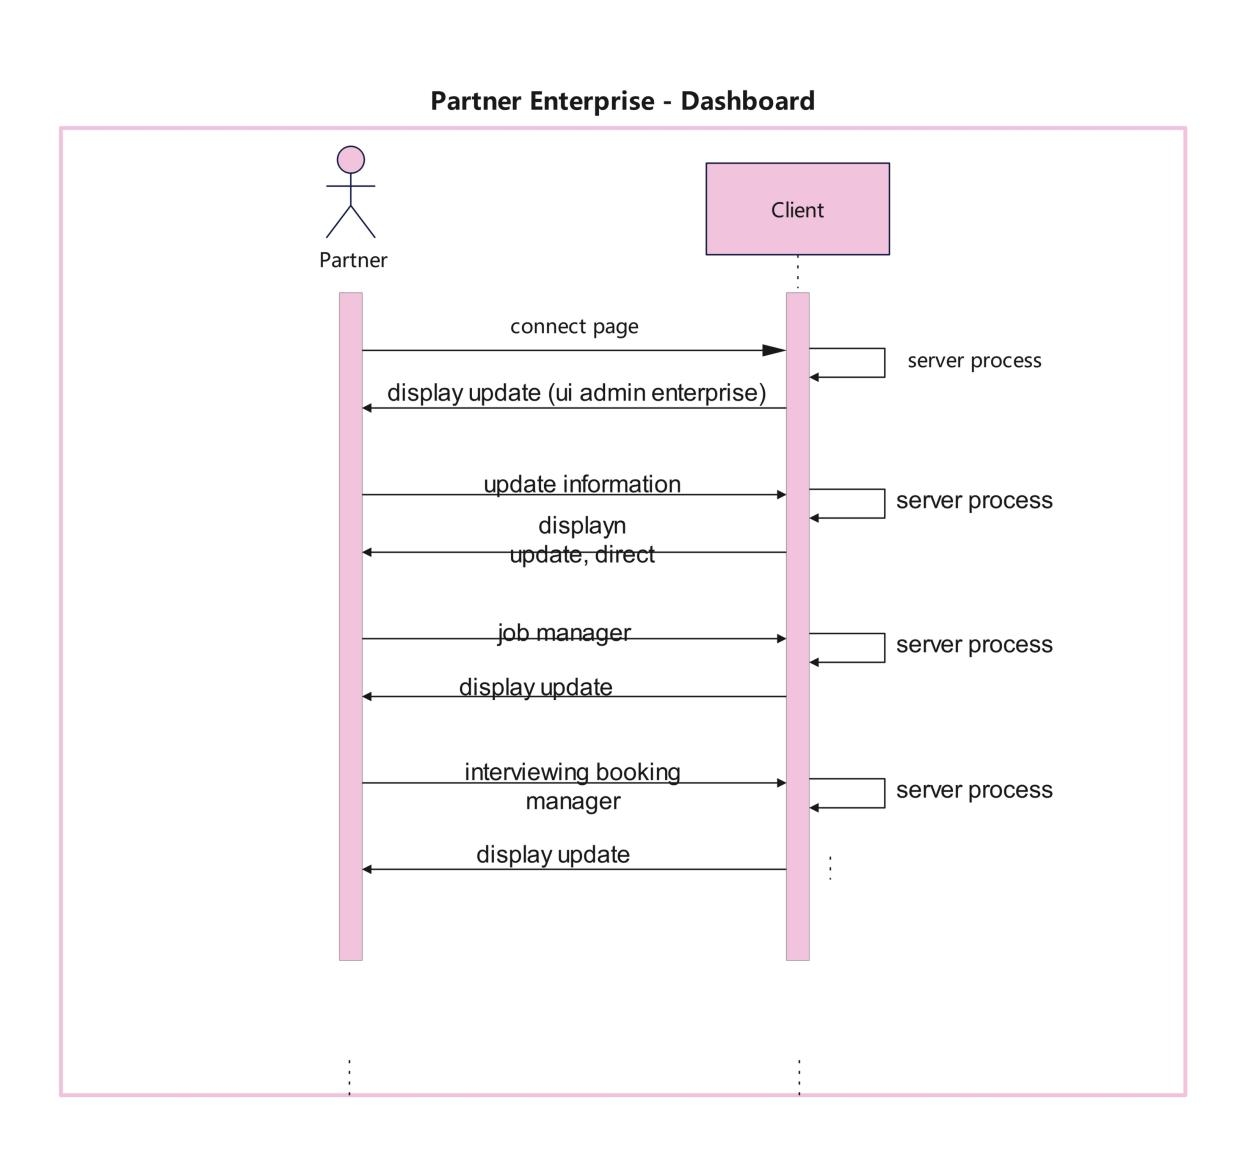 Partner Enterprise - Dashboard
Client
Partner
connect page
server process
display update (ui admin enterprise)
update information
server process
displayn
update, direct
job manager
server process
display update
interviewing booking
manager
server process
display update